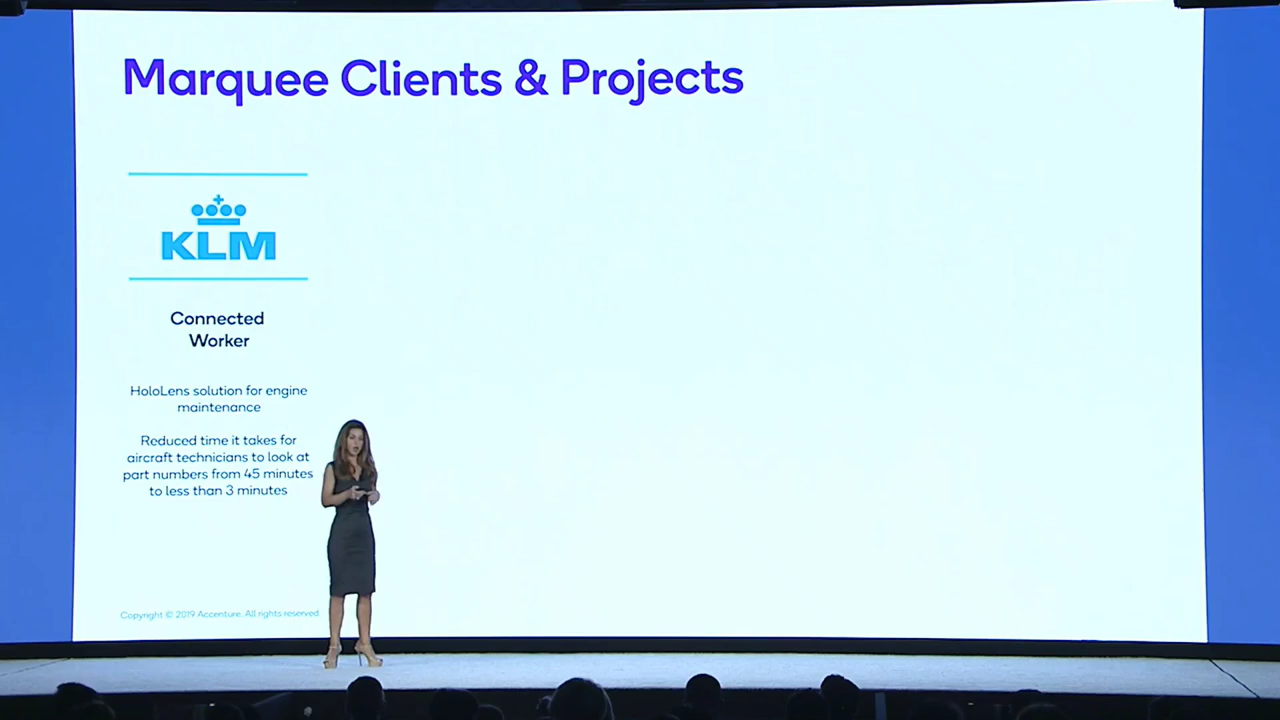 Marquee Clients & Projects
KLM
Connected
Worker
HoloLens solution for engine
maintenance
Reduced time it takes for
aircraft technicians to look at
part numbers from 45 minutes
to less than 3 minutes
Copyright © 2019 Accenture. All rights reserved